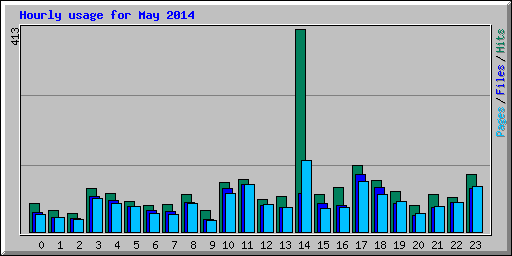 Hourly usage for May 2014
413
Pages / Files / Hits
0 1 2 3 4 5 6 7 8 9 10 11 12 13 14 15 16 17 18 19 20 21 22 23